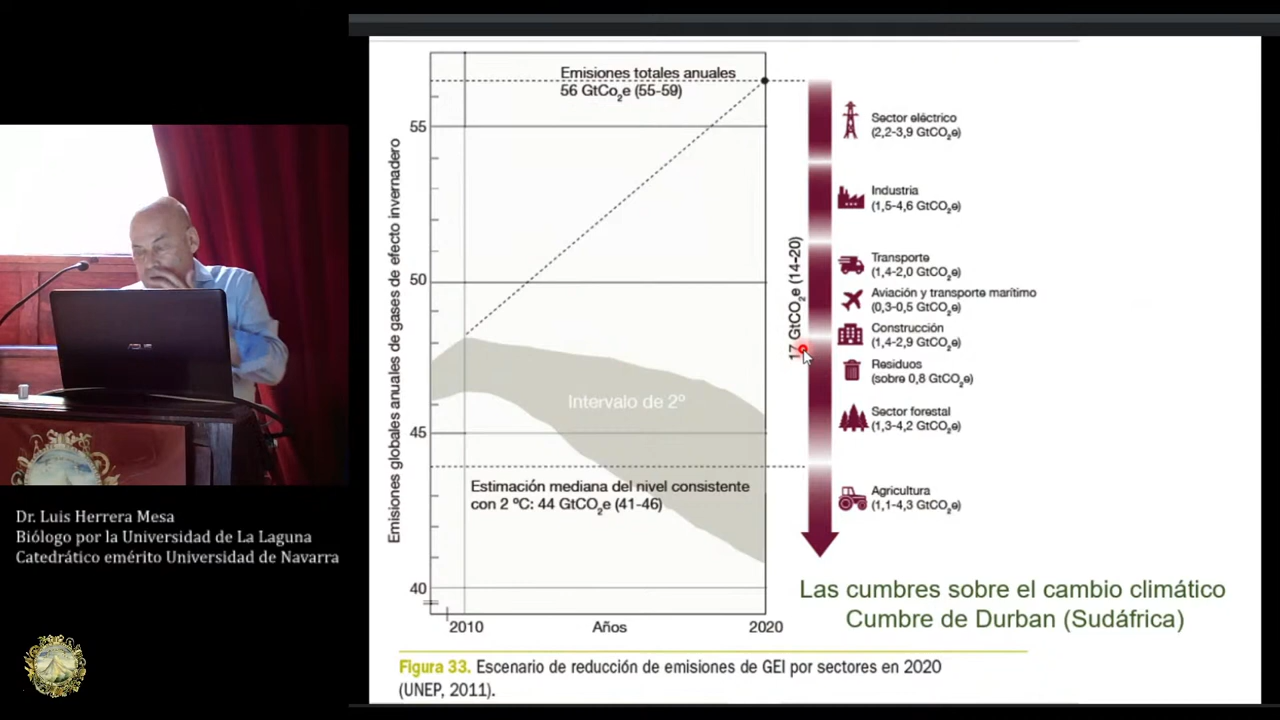 Emisiones totales anuales
56 GtCo₂e (55-59)
55
50
45
40
Emisiones globales anuales de gases de efecto invernadero
Intervalo de 2º
Estimación mediana del nivel consistente
con 2 ºC: 44 GtCO₂e (41-46)
2010
Años
2020
17 GtCO₂e (14-20)
Sector eléctrico
(2,2-3,9 GtCO₂e)
Industria
(1,5-4,6 GtCO₂e)
Transporte
(1,4-2,0 GtCO₂e)
Aviación y transporte marítimo
(0,3-0,5 GtCO₂e)
Construcción
(1,4-2,9 GtCO₂e)
Residuos
(sobre 0,8 GtCO₂e)
Sector forestal
(1,3-4,2 GtCO₂e)
Agricultura
(1,1-4,3 GtCO₂e)
Las cumbres sobre el cambio climático
Cumbre de Durban (Sudáfrica)
Figura 33. Escenario de reducción de emisiones de GEI por sectores en 2020
(UNEP, 2011).
ASUS
Dr. Luis Herrera Mesa
Biólogo por la Universidad de La Laguna
Catedrático emérito Universidad de Navarra